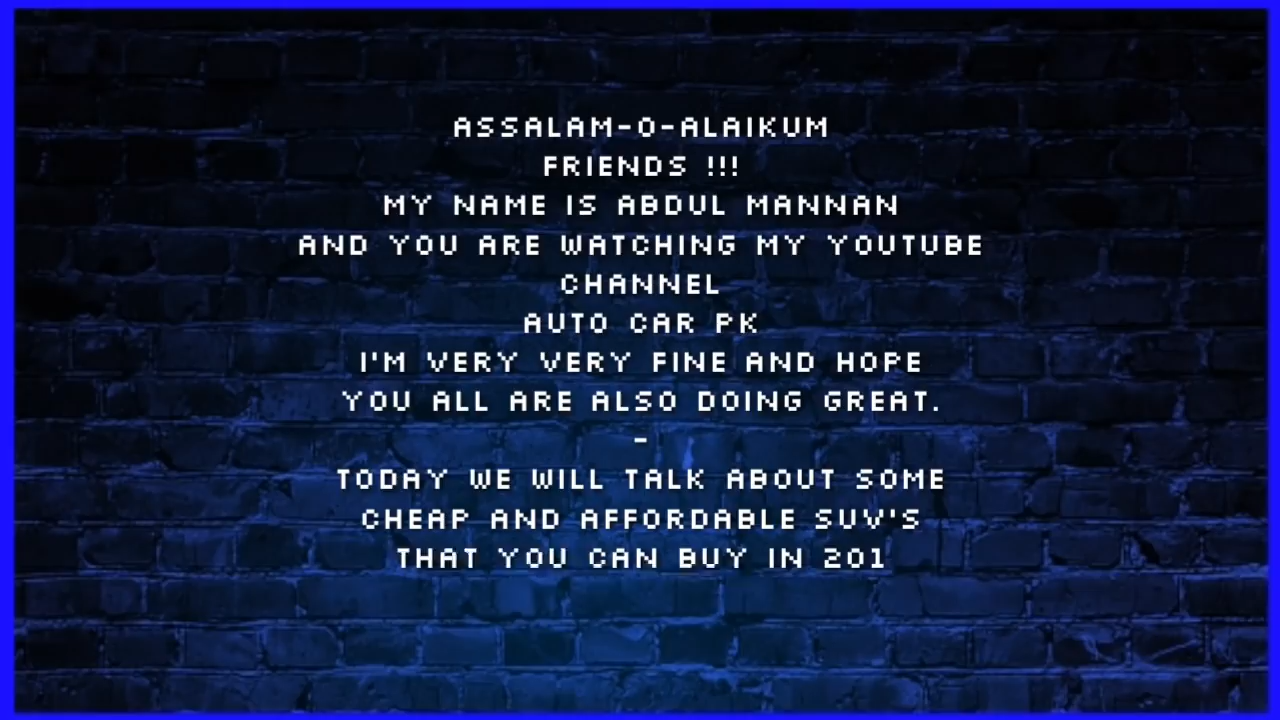 ASSALAM-O-ALAIKUM
FRIENDS !!!
MY NAME IS ABDUL MANNAN
AND YOU ARE WATCHING MY YOUTUBE
CHANNEL
AUTO CAR PK
I'M VERY VERY FINE AND HOPE
YOU ALL ARE ALSO DOING GREAT.
-
TODAY WE WILL TALK ABOUT SOME
CHEAP AND AFFORDABLE SUV'S
THAT YOU CAN BUY IN 201